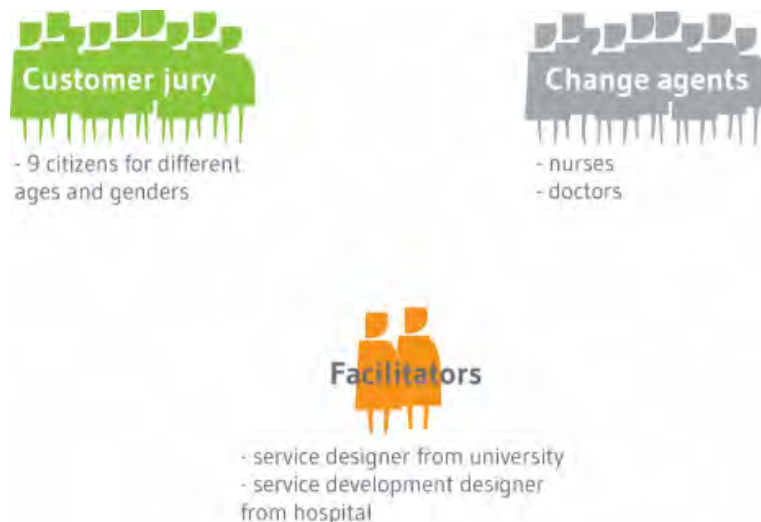 Customer jury
- 9 citizens for different
ages and genders
Change agents
- nurses
- doctors
Facilitators
- service designer from university
- service development designer
from hospital